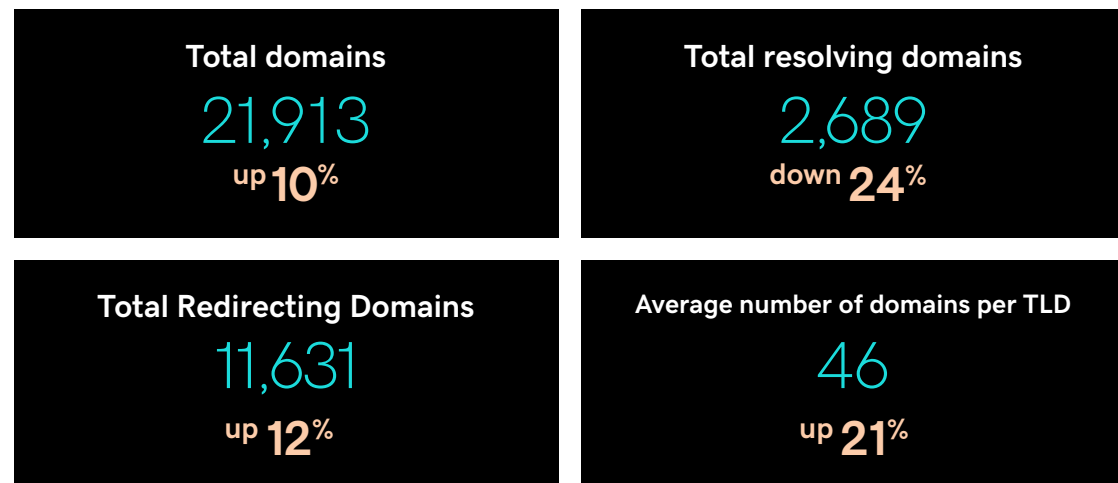 Total domains
21,913
up 10%
Total resolving domains
2,689
down 24%
Total Redirecting Domains
11,631
up 12%
Average number of domains per TLD
46
up 21%